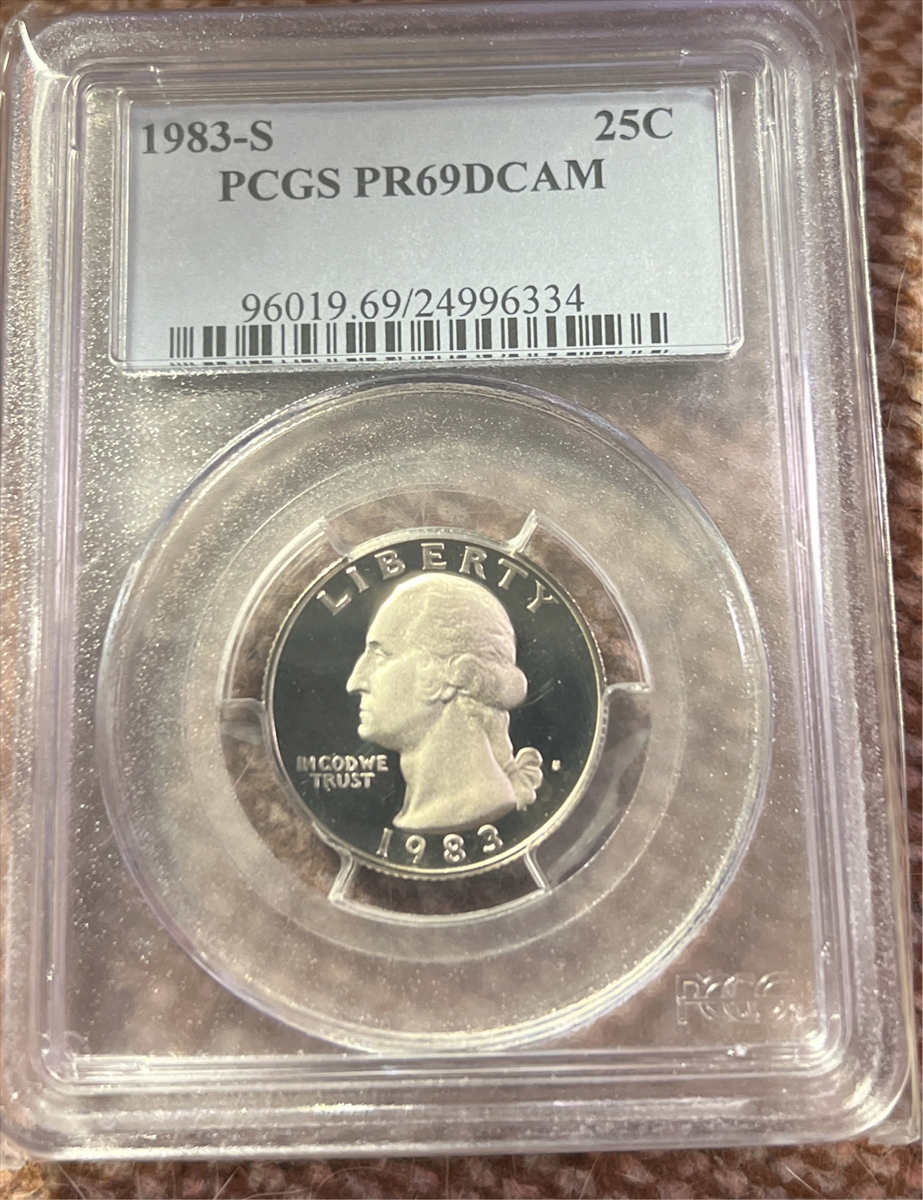 1983-S 25C
PCGS PR69DCAM
96019.69/24996334
LIBERTY
IN GOD WE
TRUST
S
1983
PCGS